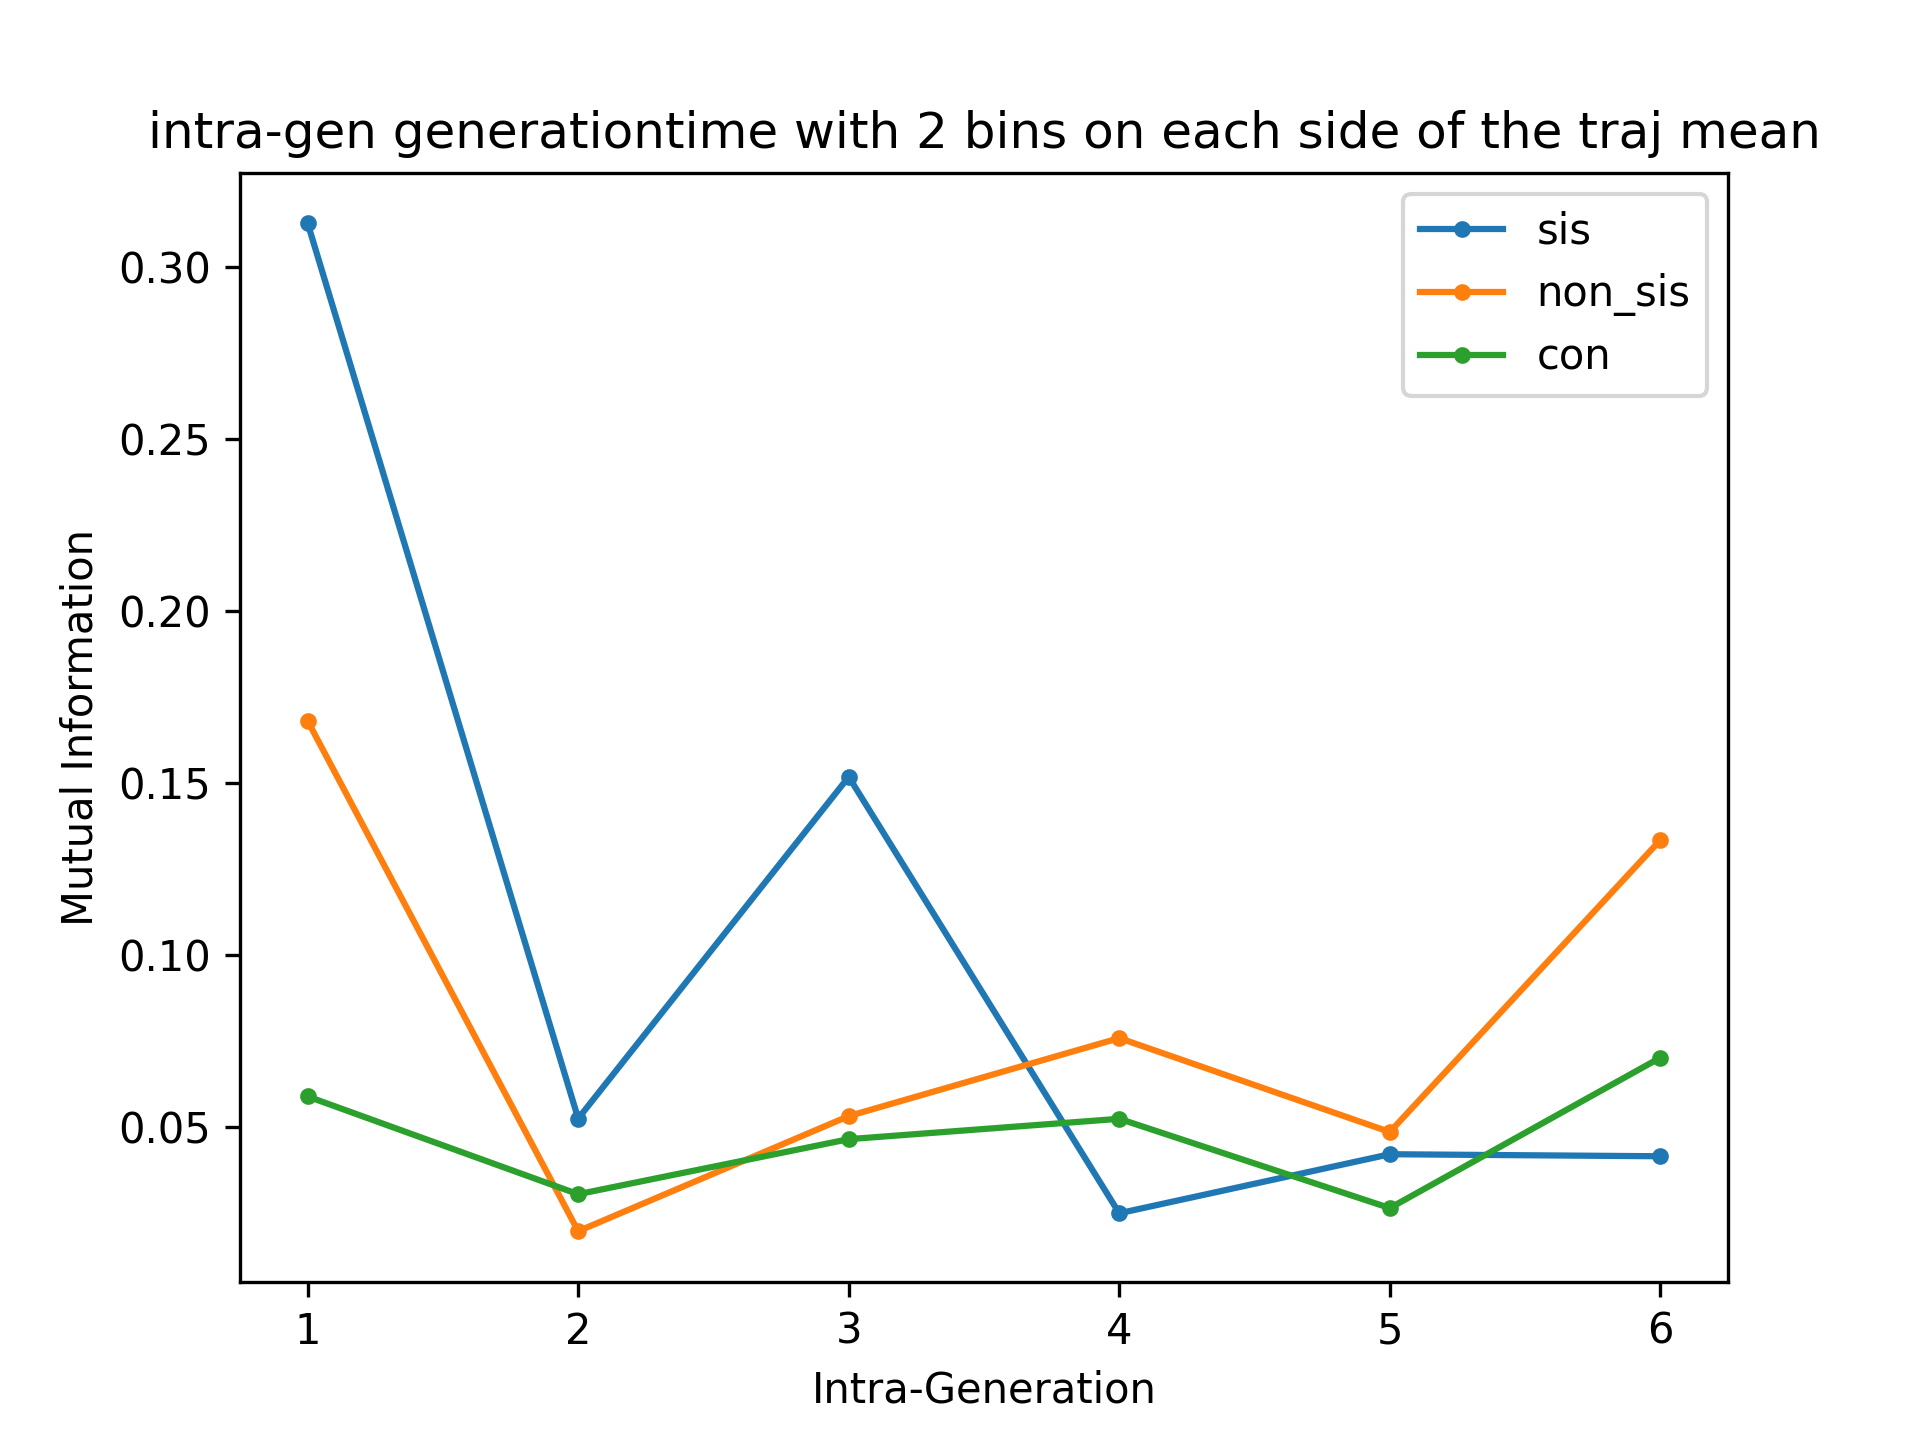 intra-gen generationtime with 2 bins on each side of the traj mean
sis
non_sis
con
0.30
0.25
0.20
0.15
0.10
0.05
Mutual Information
1 2 3 4 5 6
Intra-Generation